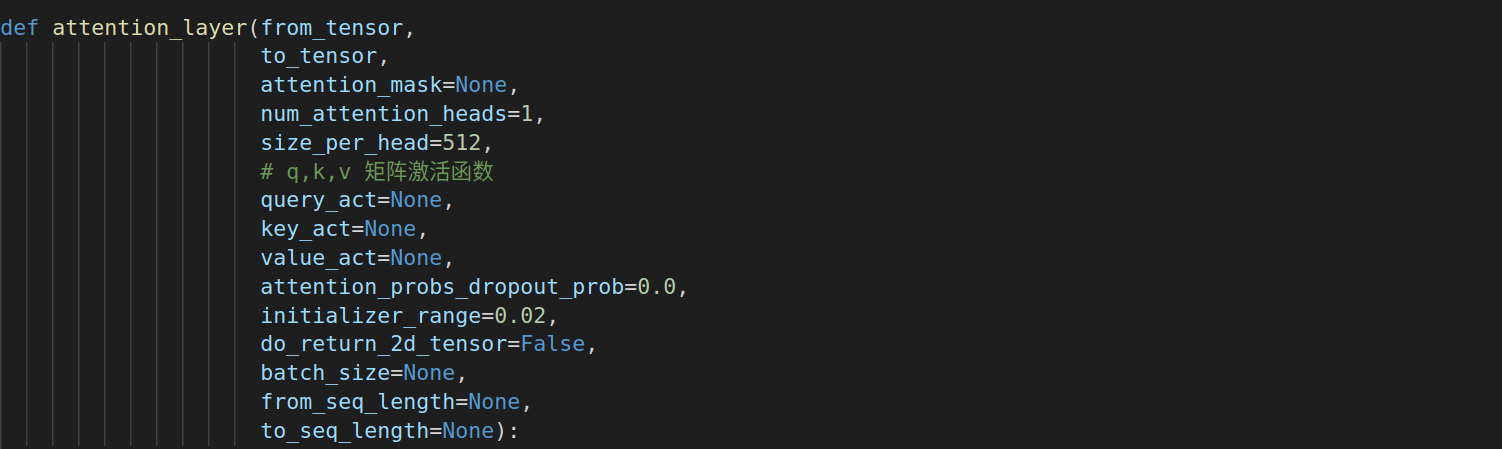 def attention_layer(from_tensor,
to_tensor,
attention_mask=None,
num_attention_heads=1,
size_per_head=512,
# q,k,v 矩阵激活函数
query_act=None,
key_act=None,
value_act=None,
attention_probs_dropout_prob=0.0,
initializer_range=0.02,
do_return_2d_tensor=False,
batch_size=None,
from_seq_length=None,
to_seq_length=None):